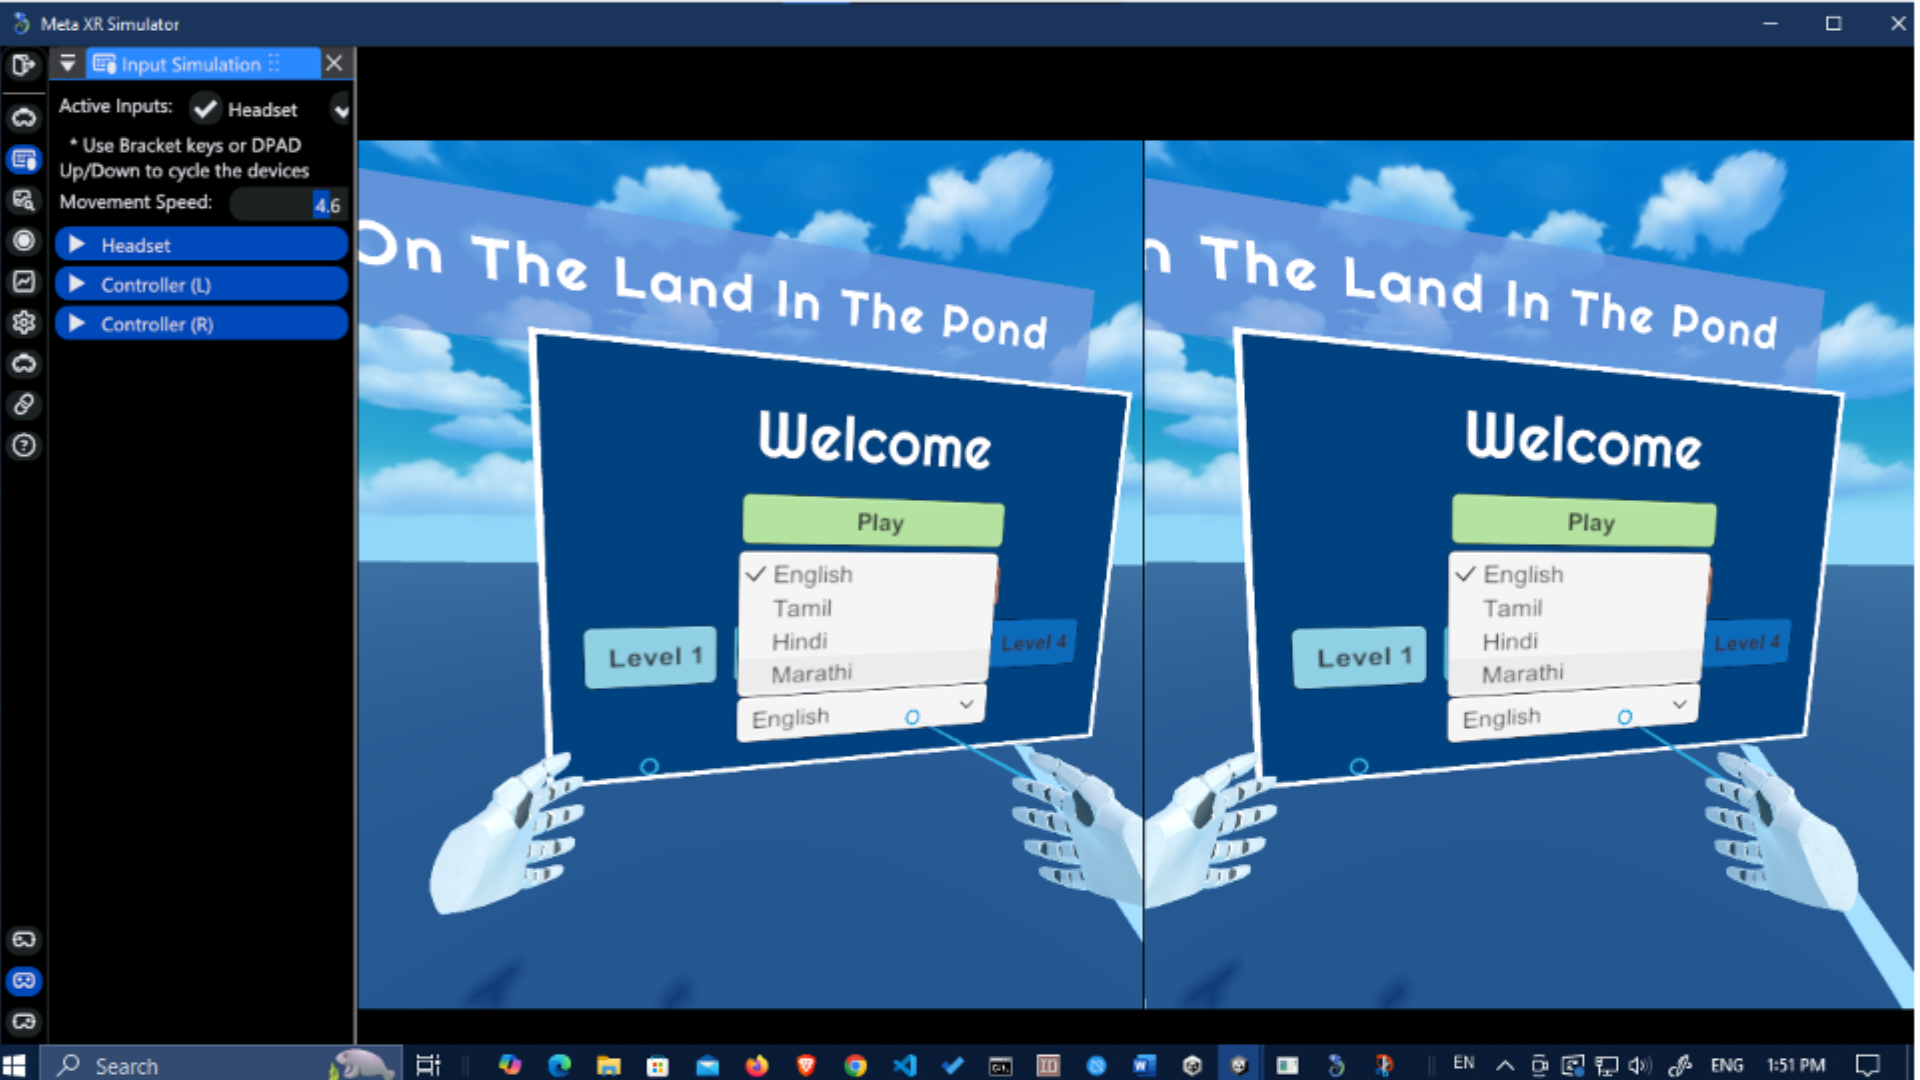 Meta XR Simulator
Input Simulation
Active Inputs: Headset
* Use Bracket keys or DPAD
Up/Down to cycle the devices
Movement Speed: 4.6
Headset
Controller (L)
Controller (R)
On The Land In The Pond
Welcome
Play
English
Tamil
Hindi
Marathi
Level 1
Level 4
English
n The Land In The Pond
Welcome
Play
English
Tamil
Hindi
Marathi
Level 1
Level 4
English
Search
EN
ENG
1:51 PM